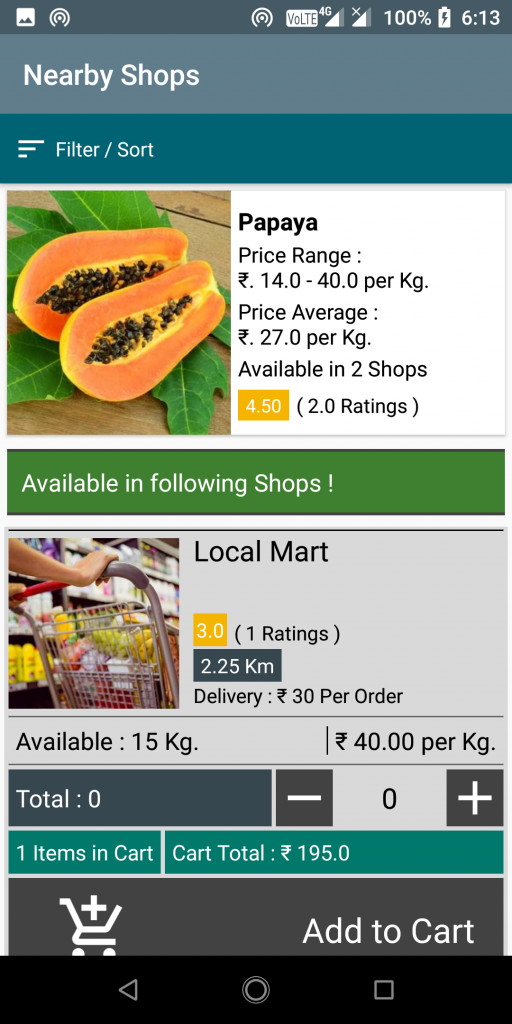 VoLTE 4G 100% 6:13
Nearby Shops
Filter / Sort
Papaya
Price Range :
₹. 14.0 - 40.0 per Kg.
Price Average :
₹. 27.0 per Kg.
Available in 2 Shops
4.50 ( 2.0 Ratings )
Available in following Shops !
Local Mart
3.0 ( 1 Ratings )
2.25 Km
Delivery : ₹ 30 Per Order
Available : 15 Kg. ₹ 40.00 per Kg.
Total : 0 0
1 Items in Cart Cart Total : ₹ 195.0
Add to Cart